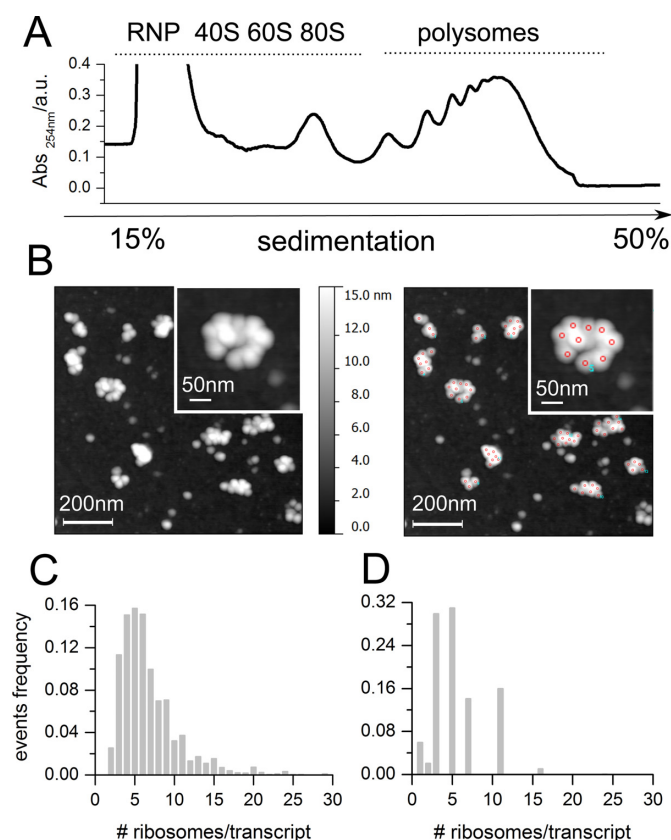 A
RNP 40S 60S 80S polysomes
0.4
0.3
0.2
0.1
0.0
Abs 254nm/a.u.
15% sedimentation 50%
B
50nm
200nm
15.0 nm
12.0
10.0
8.0
6.0
4.0
2.0
0.0
50nm
200nm
C
events frequency
0.16
0.12
0.08
0.04
0.00
0 5 10 15 20 25 30
# ribosomes/transcript
D
0.32
0.24
0.16
0.08
0.00
0 5 10 15 20 25 30
# ribosomes/transcript